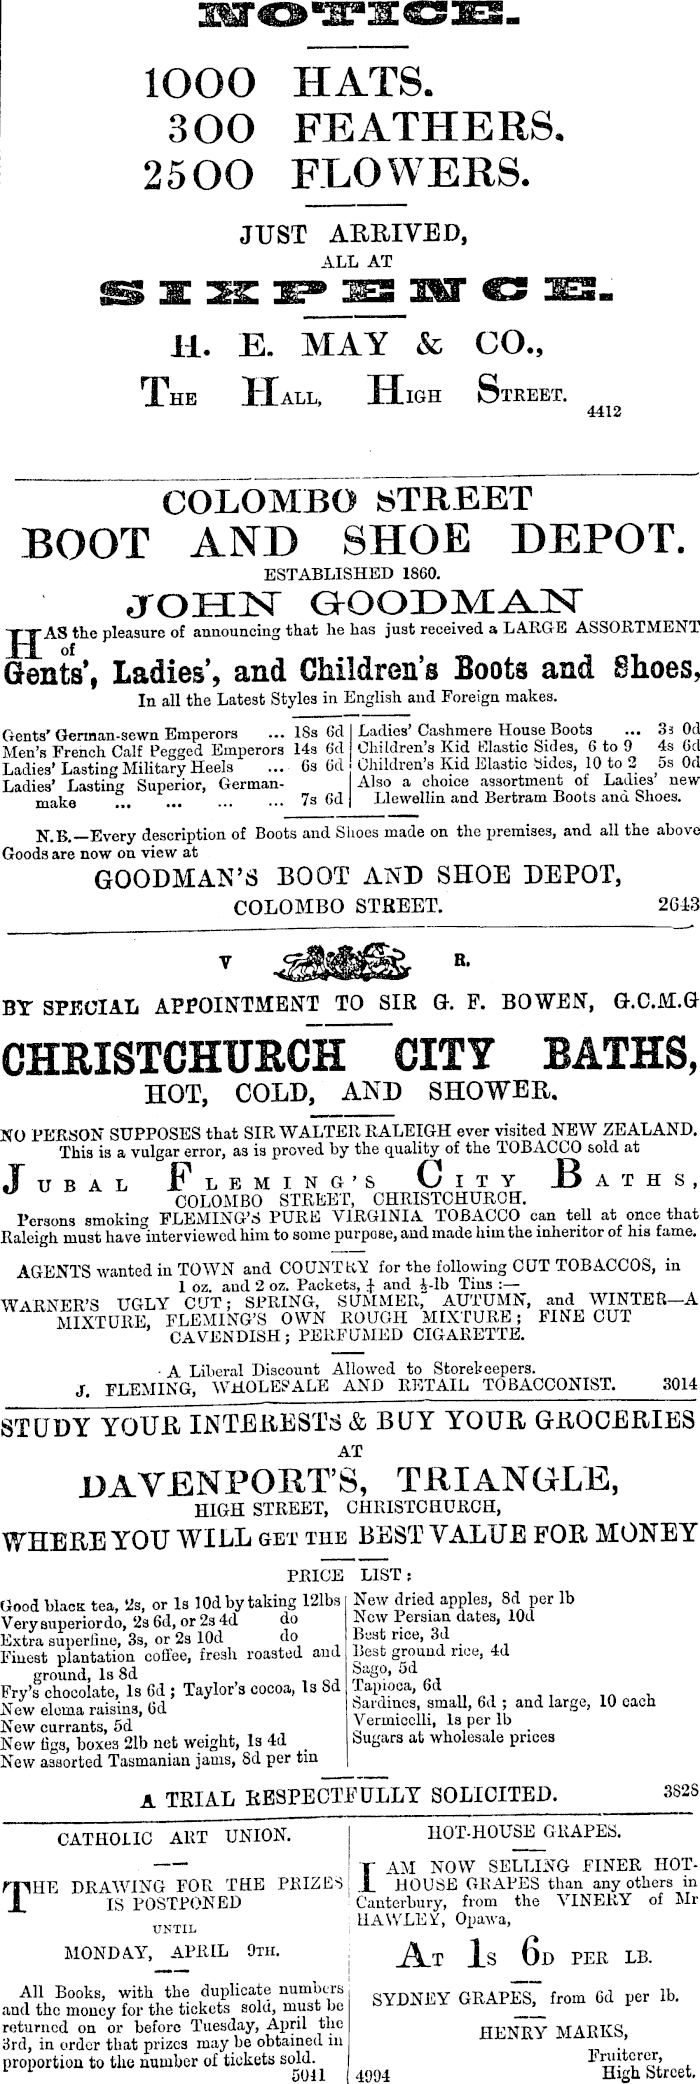 NOTICE.
1000 HATS.
300 FEATHERS.
2500 FLOWERS.
JUST ARRIVED,
ALL AT
SIXPENCE.
H. E. MAY & CO.,
THE HALL, HIGH STREET.
4412
COLOMBO STREET
BOOT AND SHOE DEPOT.
ESTABLISHED 1860.
JOHN GOODMAN
HAS the pleasure of announcing that he has just received a LARGE ASSORTMENT
of
Gents', Ladies', and Children's Boots and Shoes,
In all the Latest Styles in English and Foreign makes.
Gents' German-sewn Emperors ... 18s 6d
Men's French Calf Pegged Emperors 14s 6d
Ladies' Lasting Military Heels ... 6s 6d
Ladies' Lasting Superior, German-
make ... ... ... ... 7s 6d
Ladies' Cashmere House Boots ... 3s 0d
Children's Kid Elastic Sides, 6 to 9 4s 6d
Children's Kid Elastic Sides, 10 to 2 5s 0d
Also a choice assortment of Ladies' new
Llewellin and Bertram Boots and Shoes.
N.B.—Every description of Boots and Shoes made on the premises, and all the above
Goods are now on view at
GOODMAN'S BOOT AND SHOE DEPOT,
COLOMBO STREET. 2643
V R.
BY SPECIAL APPOINTMENT TO SIR G. F. BOWEN, G.C.M.G
CHRISTCHURCH CITY BATHS,
HOT, COLD, AND SHOWER.
NO PERSON SUPPOSES that SIR WALTER RALEIGH ever visited NEW ZEALAND.
This is a vulgar error, as is proved by the quality of the TOBACCO sold at
JUBAL FLEMING'S CITY BATHS,
COLOMBO STREET, CHRISTCHURCH.
Persons smoking FLEMING'S PURE VIRGINIA TOBACCO can tell at once that
Raleigh must have interviewed him to some purpose, and made him the inheritor of his fame.
AGENTS wanted in TOWN and COUNTRY for the following CUT TOBACCOS, in
1 oz. and 2 oz. Packets, ¼ and ½-lb Tins :—
WARNER'S UGLY CUT; SPRING, SUMMER, AUTUMN, and WINTER—A
MIXTURE, FLEMING'S OWN ROUGH MIXTURE; FINE CUT
CAVENDISH; PERFUMED CIGARETTE.
A Liberal Discount Allowed to Storekeepers.
J. FLEMING, WHOLESALE AND RETAIL TOBACCONIST. 3014
STUDY YOUR INTERESTS & BUY YOUR GROCERIES
AT
DAVENPORT'S, TRIANGLE,
HIGH STREET, CHRISTCHURCH,
WHERE YOU WILL GET THE BEST VALUE FOR MONEY
PRICE LIST:
Good black tea, 2s, or 1s 10d by taking 12lbs
Very superior do, 2s 6d, or 2s 4d do
Extra superfine, 3s, or 2s 10d do
Finest plantation coffee, fresh roasted and
ground, 1s 8d
Fry's chocolate, 1s 6d; Taylor's cocoa, 1s 8d
New eloma raisins, 6d
New currants, 5d
New figs, boxes 2lb net weight, 1s 4d
New assorted Tasmanian jams, 8d per tin
New dried apples, 8d per lb
New Persian dates, 10d
Best rice, 3d
Best ground rice, 4d
Sago, 5d
Tapioca, 6d
Sardines, small, 6d; and large, 10 each
Vermicelli, 1s per lb
Sugars at wholesale prices
A TRIAL RESPECTFULLY SOLICITED. 3828
CATHOLIC ART UNION.
THE DRAWING FOR THE PRIZES
IS POSTPONED
UNTIL
MONDAY, APRIL 9TH.
All Books, with the duplicate numbers
and the money for the tickets sold, must be
returned on or before Tuesday, April the
3rd, in order that prizes may be obtained in
proportion to the number of tickets sold.
5041
HOT-HOUSE GRAPES.
I AM NOW SELLING FINER HOT-
HOUSE GRAPES than any others in
Canterbury, from the VINERY of Mr
HAWLEY, Opawa,
AT 1S 6D PER LB.
SYDNEY GRAPES, from 6d per lb.
HENRY MARKS,
Fruiterer,
4994 High Street.